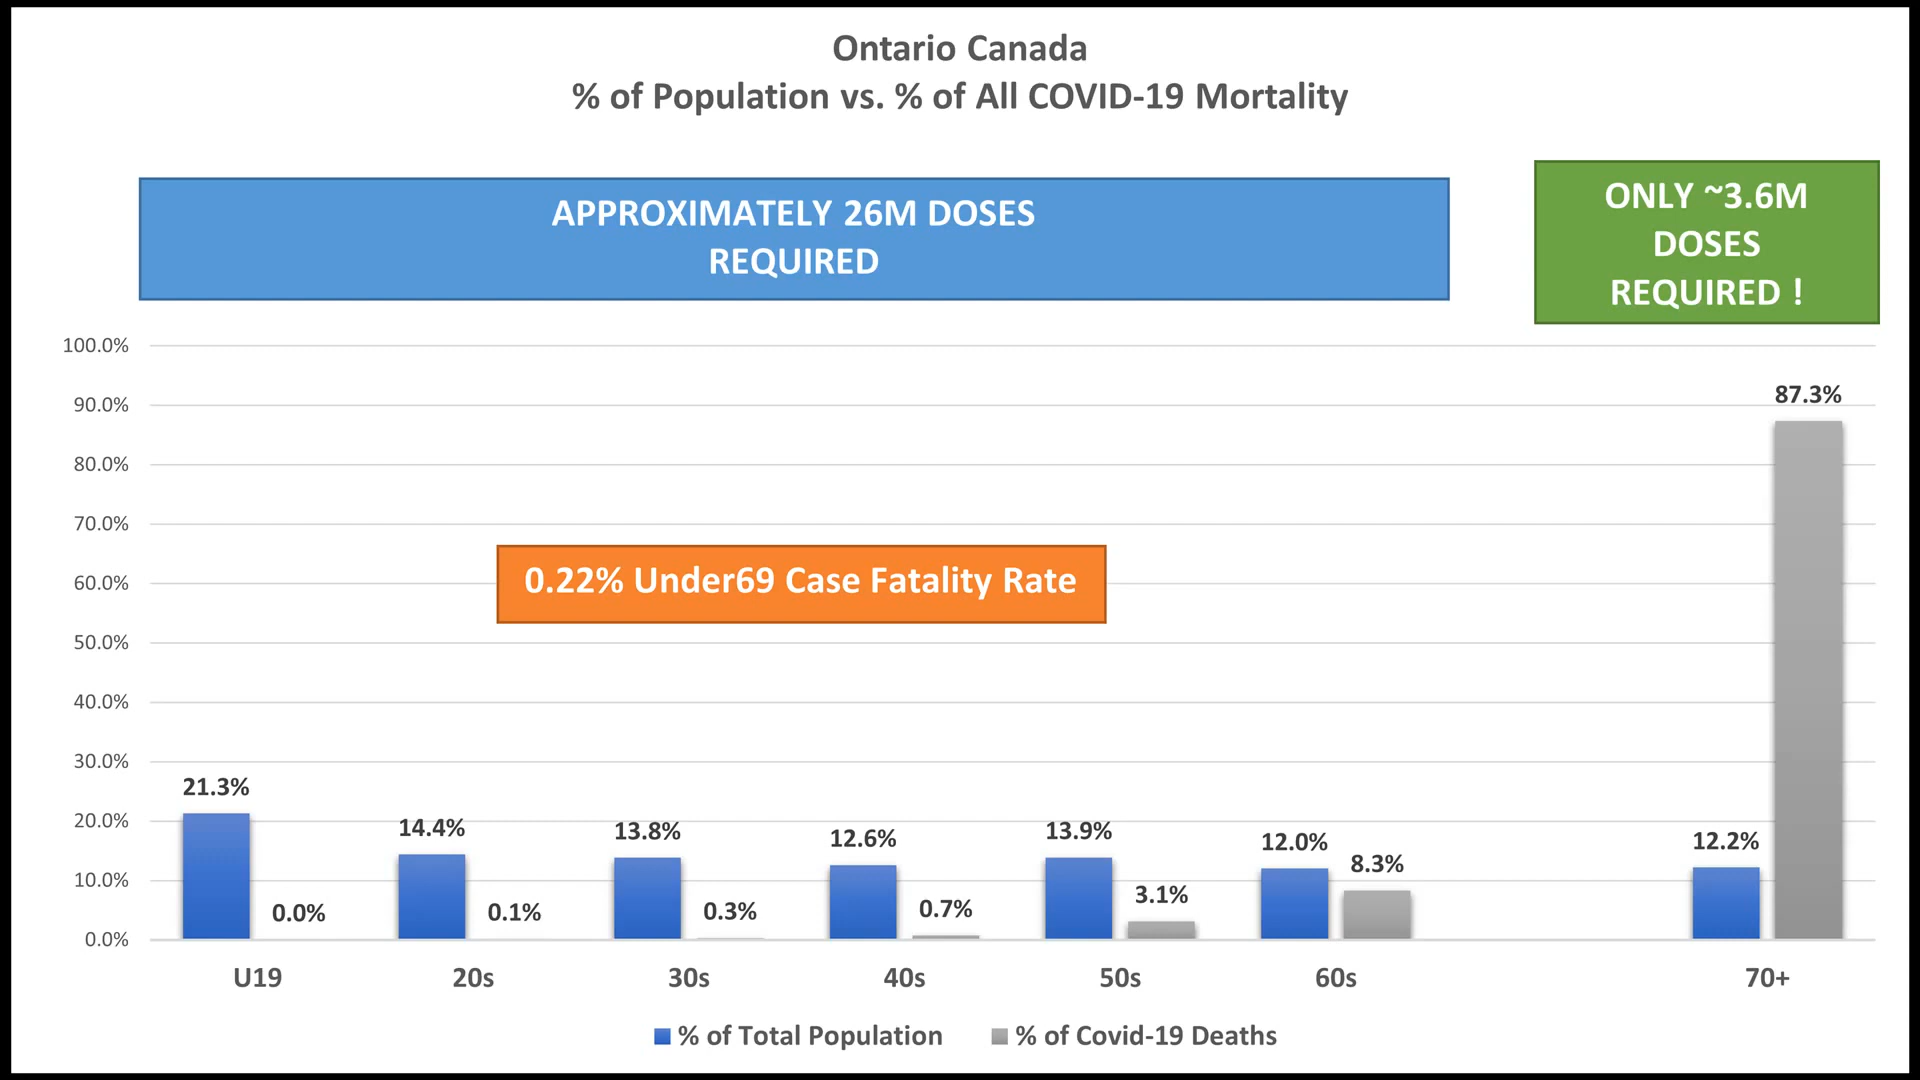 Ontario Canada
% of Population vs. % of All COVID-19 Mortality
APPROXIMATELY 26M DOSES
REQUIRED
ONLY ~3.6M
DOSES
REQUIRED !
100.0%
90.0%
80.0%
70.0%
60.0%
50.0%
40.0%
30.0%
20.0%
10.0%
0.0%
87.3%
0.22% Under69 Case Fatality Rate
21.3%
0.0%
14.4%
0.1%
13.8%
0.3%
12.6%
0.7%
13.9%
3.1%
12.0%
8.3%
12.2%
U19
20s
30s
40s
50s
60s
70+
% of Total Population
% of Covid-19 Deaths